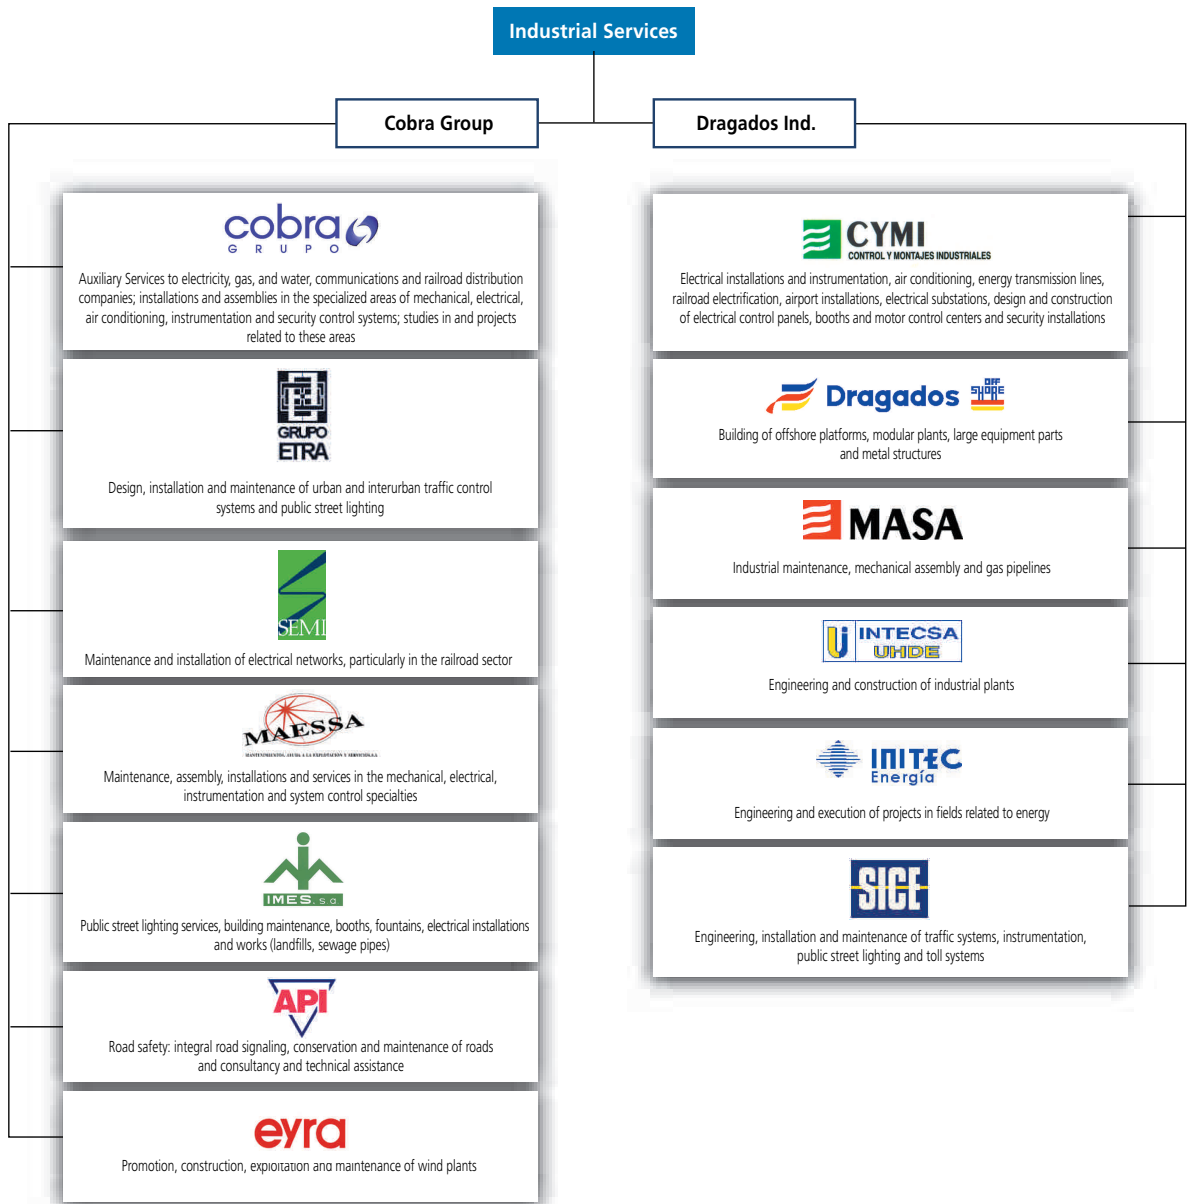 Industrial Services
Cobra Group
Dragados Ind.
cobra
GRUPO
Auxiliary Services to electricity, gas, and water, communications and railroad distribution
companies; installations and assemblies in the specialized areas of mechanical, electrical,
air conditioning, instrumentation and security control systems; studies in and projects
related to these areas
GRUPO
ETRA
Design, installation and maintenance of urban and interurban traffic control
systems and public street lighting
SEMI
Maintenance and installation of electrical networks, particularly in the railroad sector
MAESSA
MANTENIMIENTOS, AYUDA A LA EXPLOTACION Y SERVICIOS,S.A.
Maintenance, assembly, installations and services in the mechanical, electrical,
instrumentation and system control specialties
IMES.s a
Public street lighting services, building maintenance, booths, fountains, electrical installations
and works (landfills, sewage pipes)
API
Road safety: integral road signaling, conservation and maintenance of roads
and consultancy and technical assistance
eyra
Promotion, construction, exploitation and maintenance of wind plants
CYMI
CONTROL Y MONTAJES INDUSTRIALES
Electrical installations and instrumentation, air conditioning, energy transmission lines,
railroad electrification, airport installations, electrical substations, design and construction
of electrical control panels, booths and motor control centers and security installations
Dragados OFF SHORE
Building of offshore platforms, modular plants, large equipment parts
and metal structures
MASA
Industrial maintenance, mechanical assembly and gas pipelines
Ui INTECSA
UHDE
Engineering and construction of industrial plants
INITEC
Energía
Engineering and execution of projects in fields related to energy
SICE
Engineering, installation and maintenance of traffic systems, instrumentation,
public street lighting and toll systems